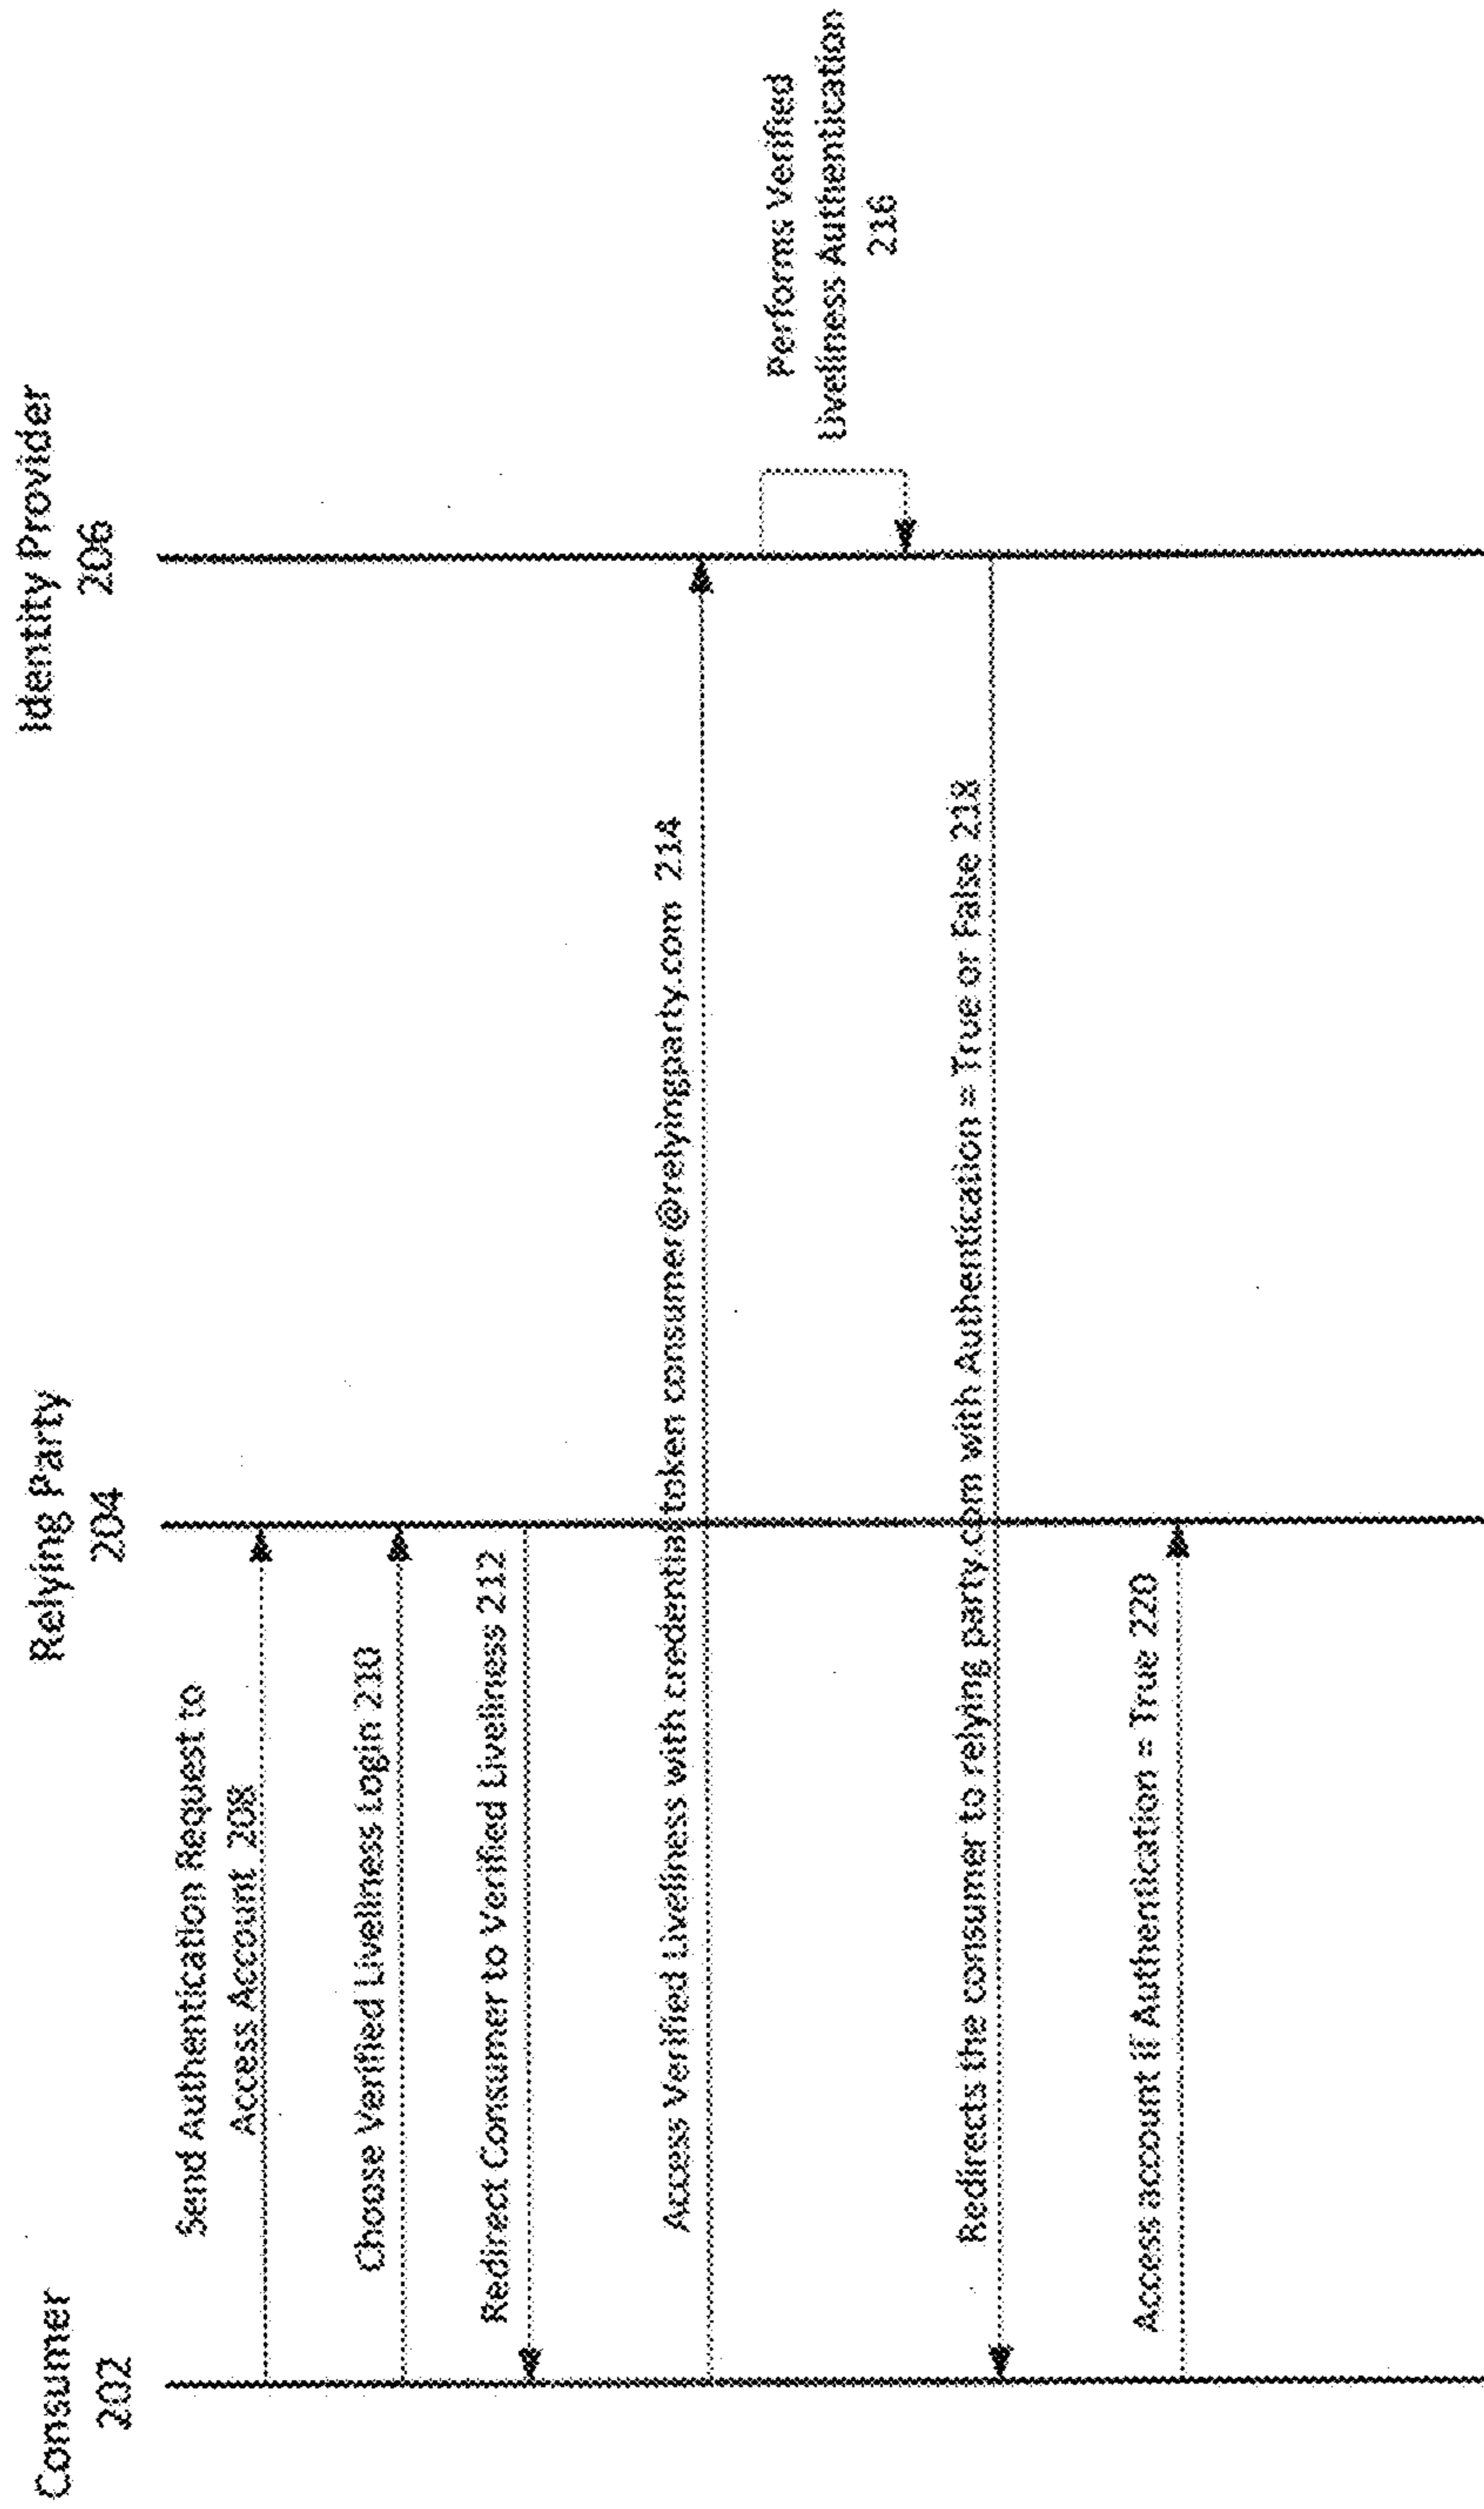 Consumer
202
Relying Party
204
Identity Provider
206
Send Authentication Request to
Access Account 208
Choose Verified Liveliness Login 210
Redirect Consumer to Verified Liveliness 212
Access Verified Liveliness with credential token consumer@relyingparty.com 214
Performs Verified
Liveliness Authentication
216
Redirects the consumer to relying party.com with Authentication = True or False 218
Access account if Authentication = True 220